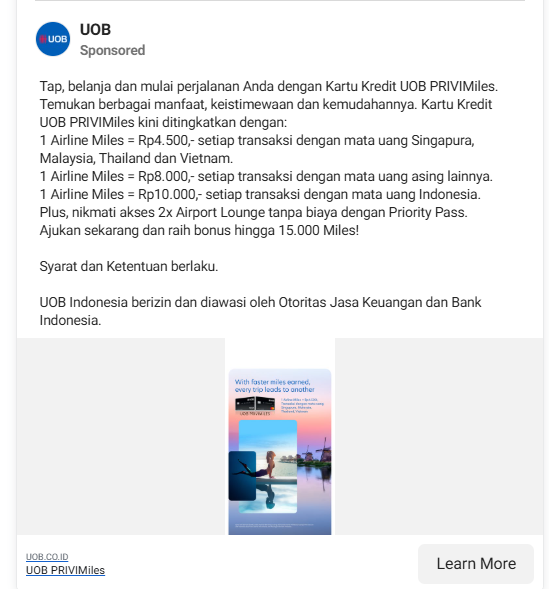 UOB
UOB
Sponsored
Tap, belanja dan mulai perjalanan Anda dengan Kartu Kredit UOB PRIVIMiles.
Temukan berbagai manfaat, keistimewaan dan kemudahannya. Kartu Kredit
UOB PRIVIMiles kini ditingkatkan dengan:
1 Airline Miles = Rp4.500,- setiap transaksi dengan mata uang Singapura,
Malaysia, Thailand dan Vietnam.
1 Airline Miles = Rp8.000,- setiap transaksi dengan mata uang asing lainnya.
1 Airline Miles = Rp10.000,- setiap transaksi dengan mata uang Indonesia.
Plus, nikmati akses 2x Airport Lounge tanpa biaya dengan Priority Pass.
Ajukan sekarang dan raih bonus hingga 15.000 Miles!
Syarat dan Ketentuan berlaku.
UOB Indonesia berizin dan diawasi oleh Otoritas Jasa Keuangan dan Bank
Indonesia.
With faster miles earned,
every trip leads to another
UOB PRIVIMILES
UOB.CO.ID
UOB PRIVIMiles
Learn More